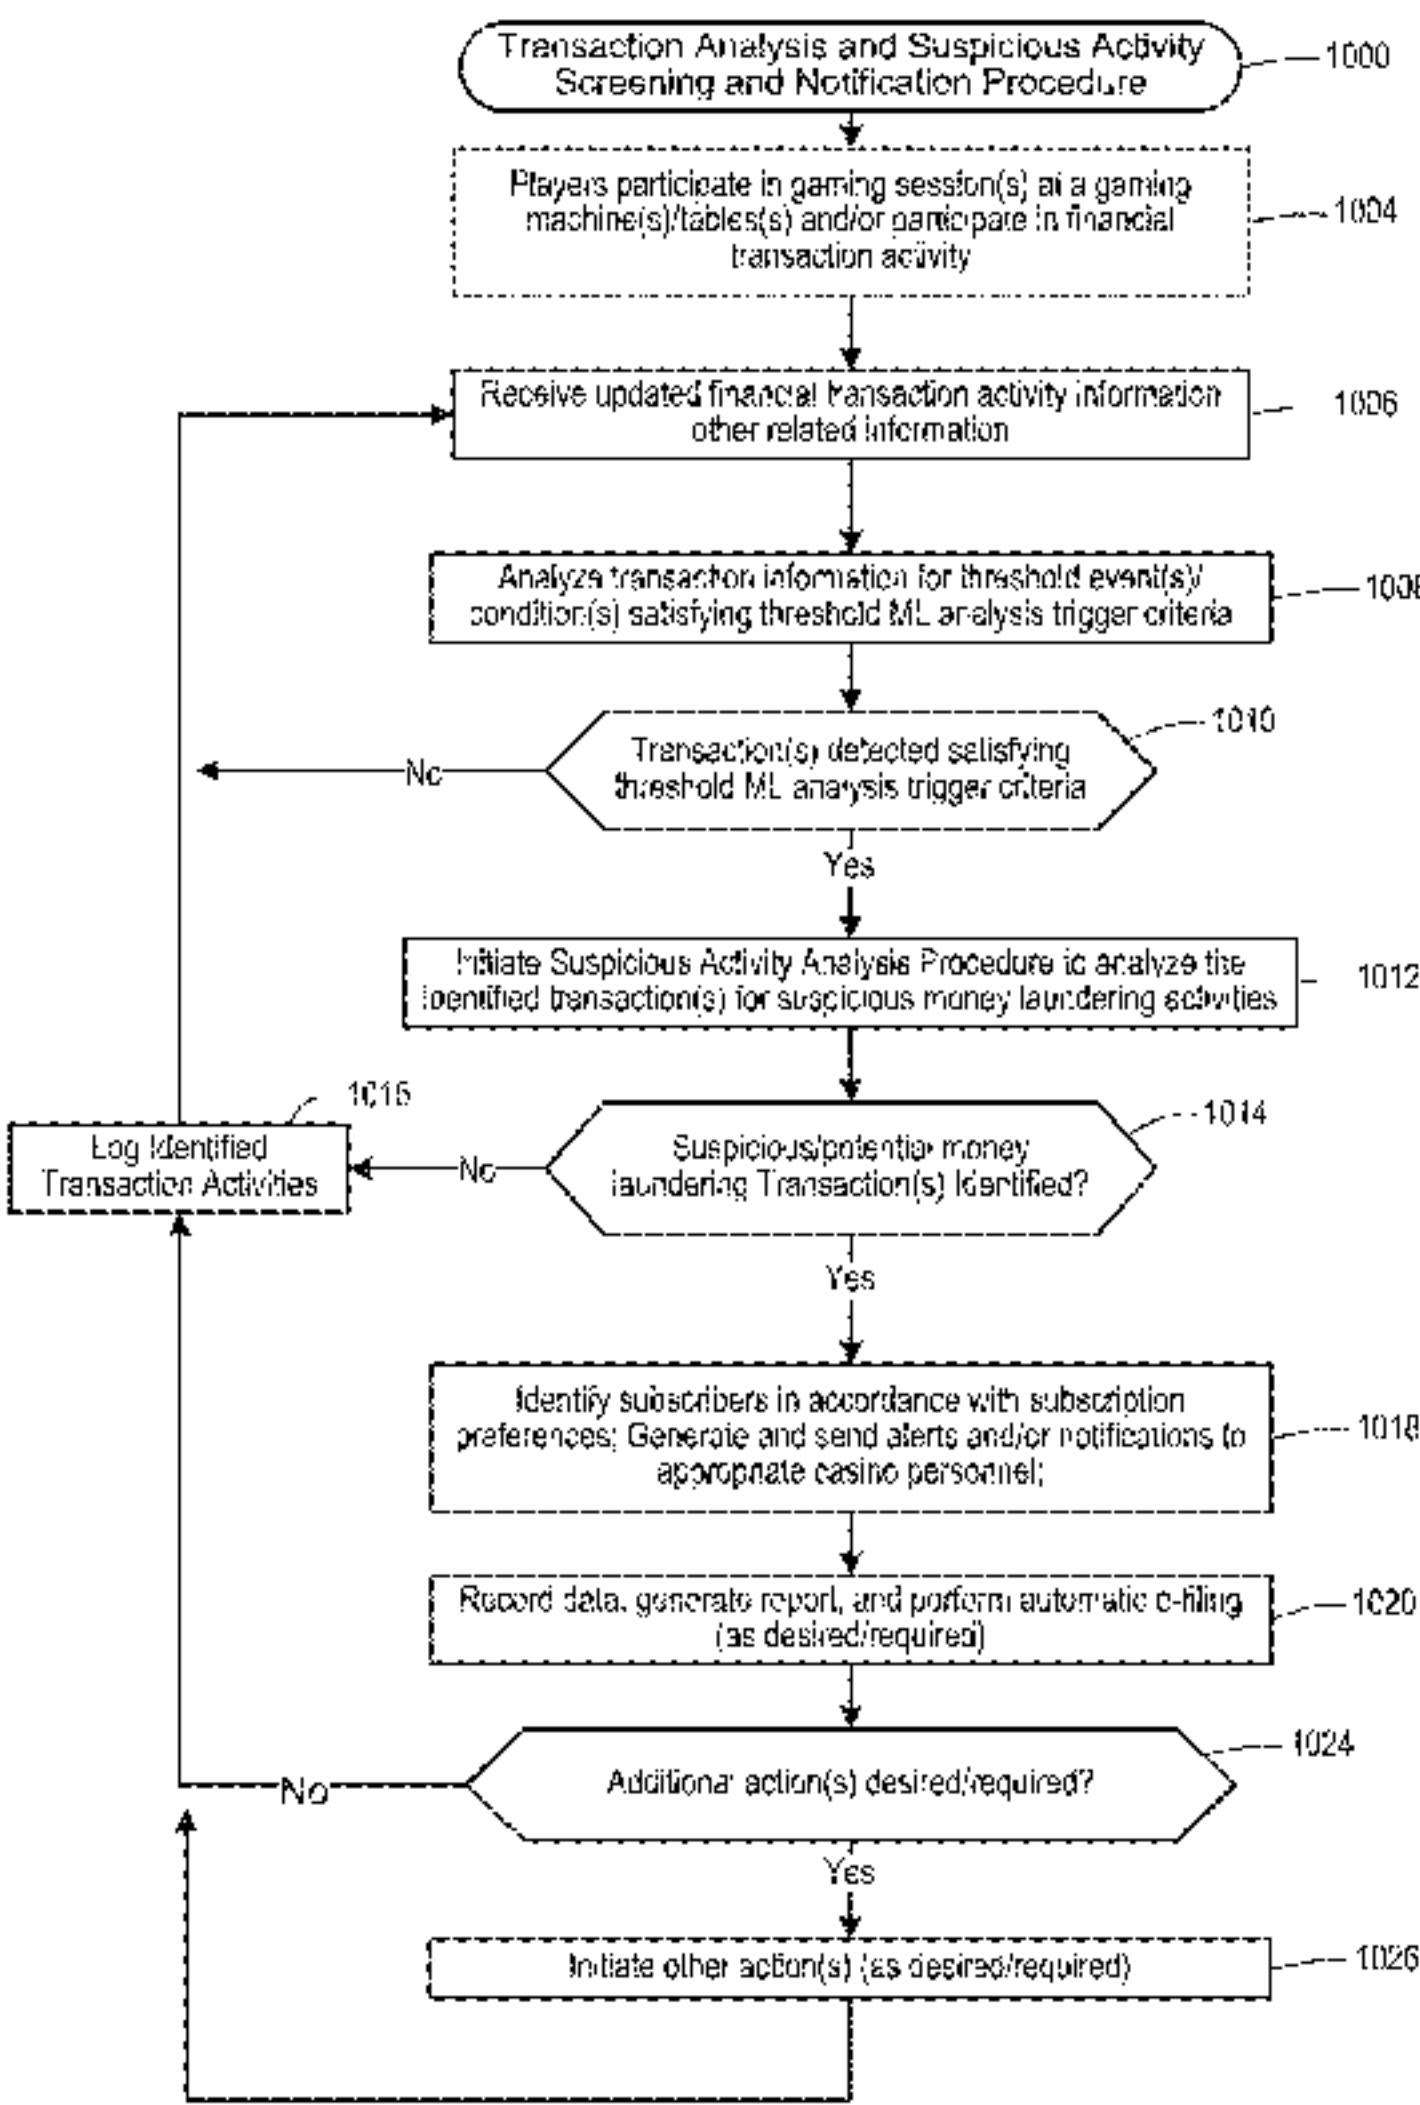 Transaction Analysis and Suspicious Activity
Screening and Notification Procedure
1000
Players participate in gaming session(s) at a gaming
machine(s)/tables(s) and/or participate in financial
transaction activity
1004
Receive updated financial transaction activity information
other related information
1006
Analyze transaction information for threshold event(s)/
condition(s) satisfying threshold ML analysis trigger criteria
1008
Transaction(s) detected satisfying
threshold ML analysis trigger criteria
1010
No
Yes
Initiate Suspicious Activity Analysis Procedure to analyze the
identified transaction(s) for suspicious money laundering activities
1012
Log Identified
Transaction Activities
1016
No
Suspicious/potential money
laundering Transaction(s) Identified?
1014
Yes
Identify subscribers in accordance with subscription
preferences; Generate and send alerts and/or notifications to
appropriate casino personnel;
1018
Record data, generate report, and perform automatic e-filing
(as desired/required)
1020
Additional action(s) desired/required?
1024
No
Yes
Initiate other action(s) (as desired/required)
1026